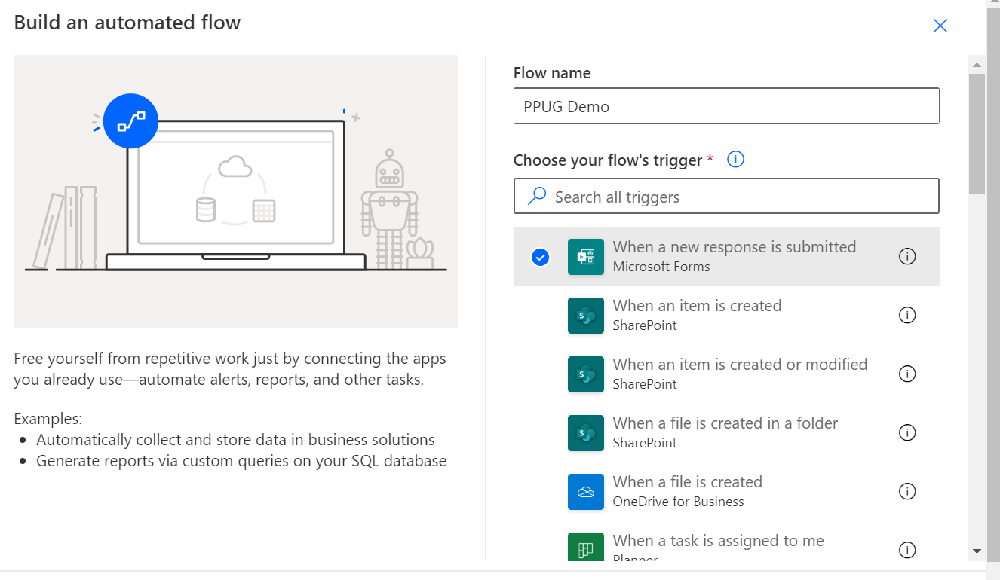 Build an automated flow
Free yourself from repetitive work just by connecting the apps
you already use—automate alerts, reports, and other tasks.
Examples:
• Automatically collect and store data in business solutions
• Generate reports via custom queries on your SQL database
Flow name
PPUG Demo
Choose your flow's trigger *
Search all triggers
When a new response is submitted
Microsoft Forms
When an item is created
SharePoint
When an item is created or modified
SharePoint
When a file is created in a folder
SharePoint
When a file is created
OneDrive for Business
When a task is assigned to me
Planner